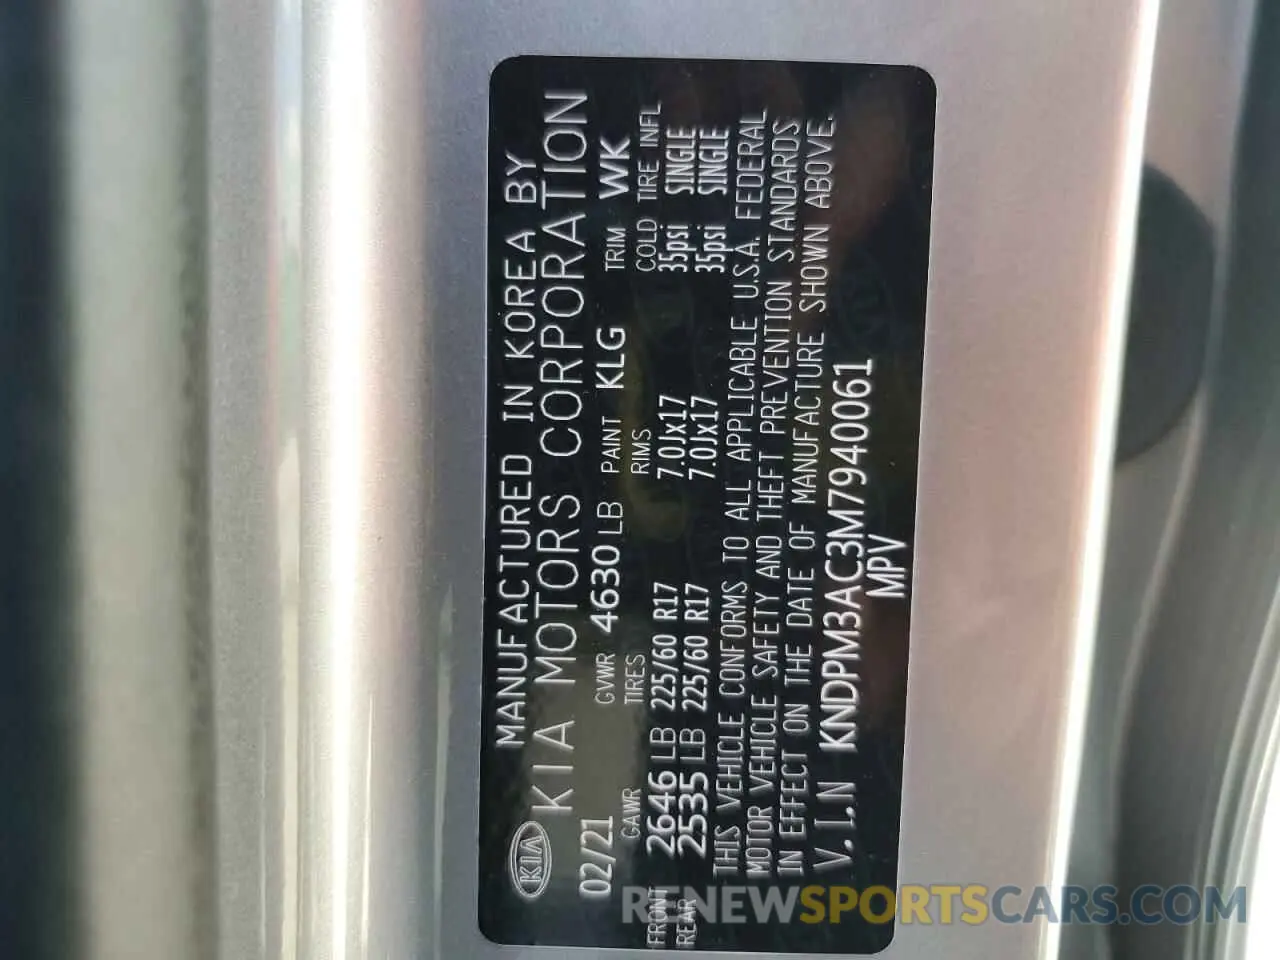 KIA
MANUFACTURED IN KOREA BY
KIA MOTORS CORPORATION
02/21 GVWR 4630 LB PAINT KLG TRIM WK
GAWR TIRES RIMS COLD TIRE INFL
FRONT 2646 LB 225/60 R17 7.0Jx17 35psi SINGLE
REAR 2535 LB 225/60 R17 7.0Jx17 35psi SINGLE
THIS VEHICLE CONFORMS TO ALL APPLICABLE U.S.A. FEDERAL
MOTOR VEHICLE SAFETY AND THEFT PREVENTION STANDARDS
IN EFFECT ON THE DATE OF MANUFACTURE SHOWN ABOVE.
V.I.N KNDPM3AC3M7940061
MPV
RENEWSPORTSCARS.COM